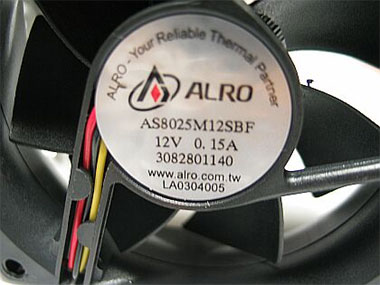 ALRO - Your Reliable Thermal Partner
ALRO
AS8025M12SBF
12V 0.15A
3082801140
www.alro.com.tw
LA0304005